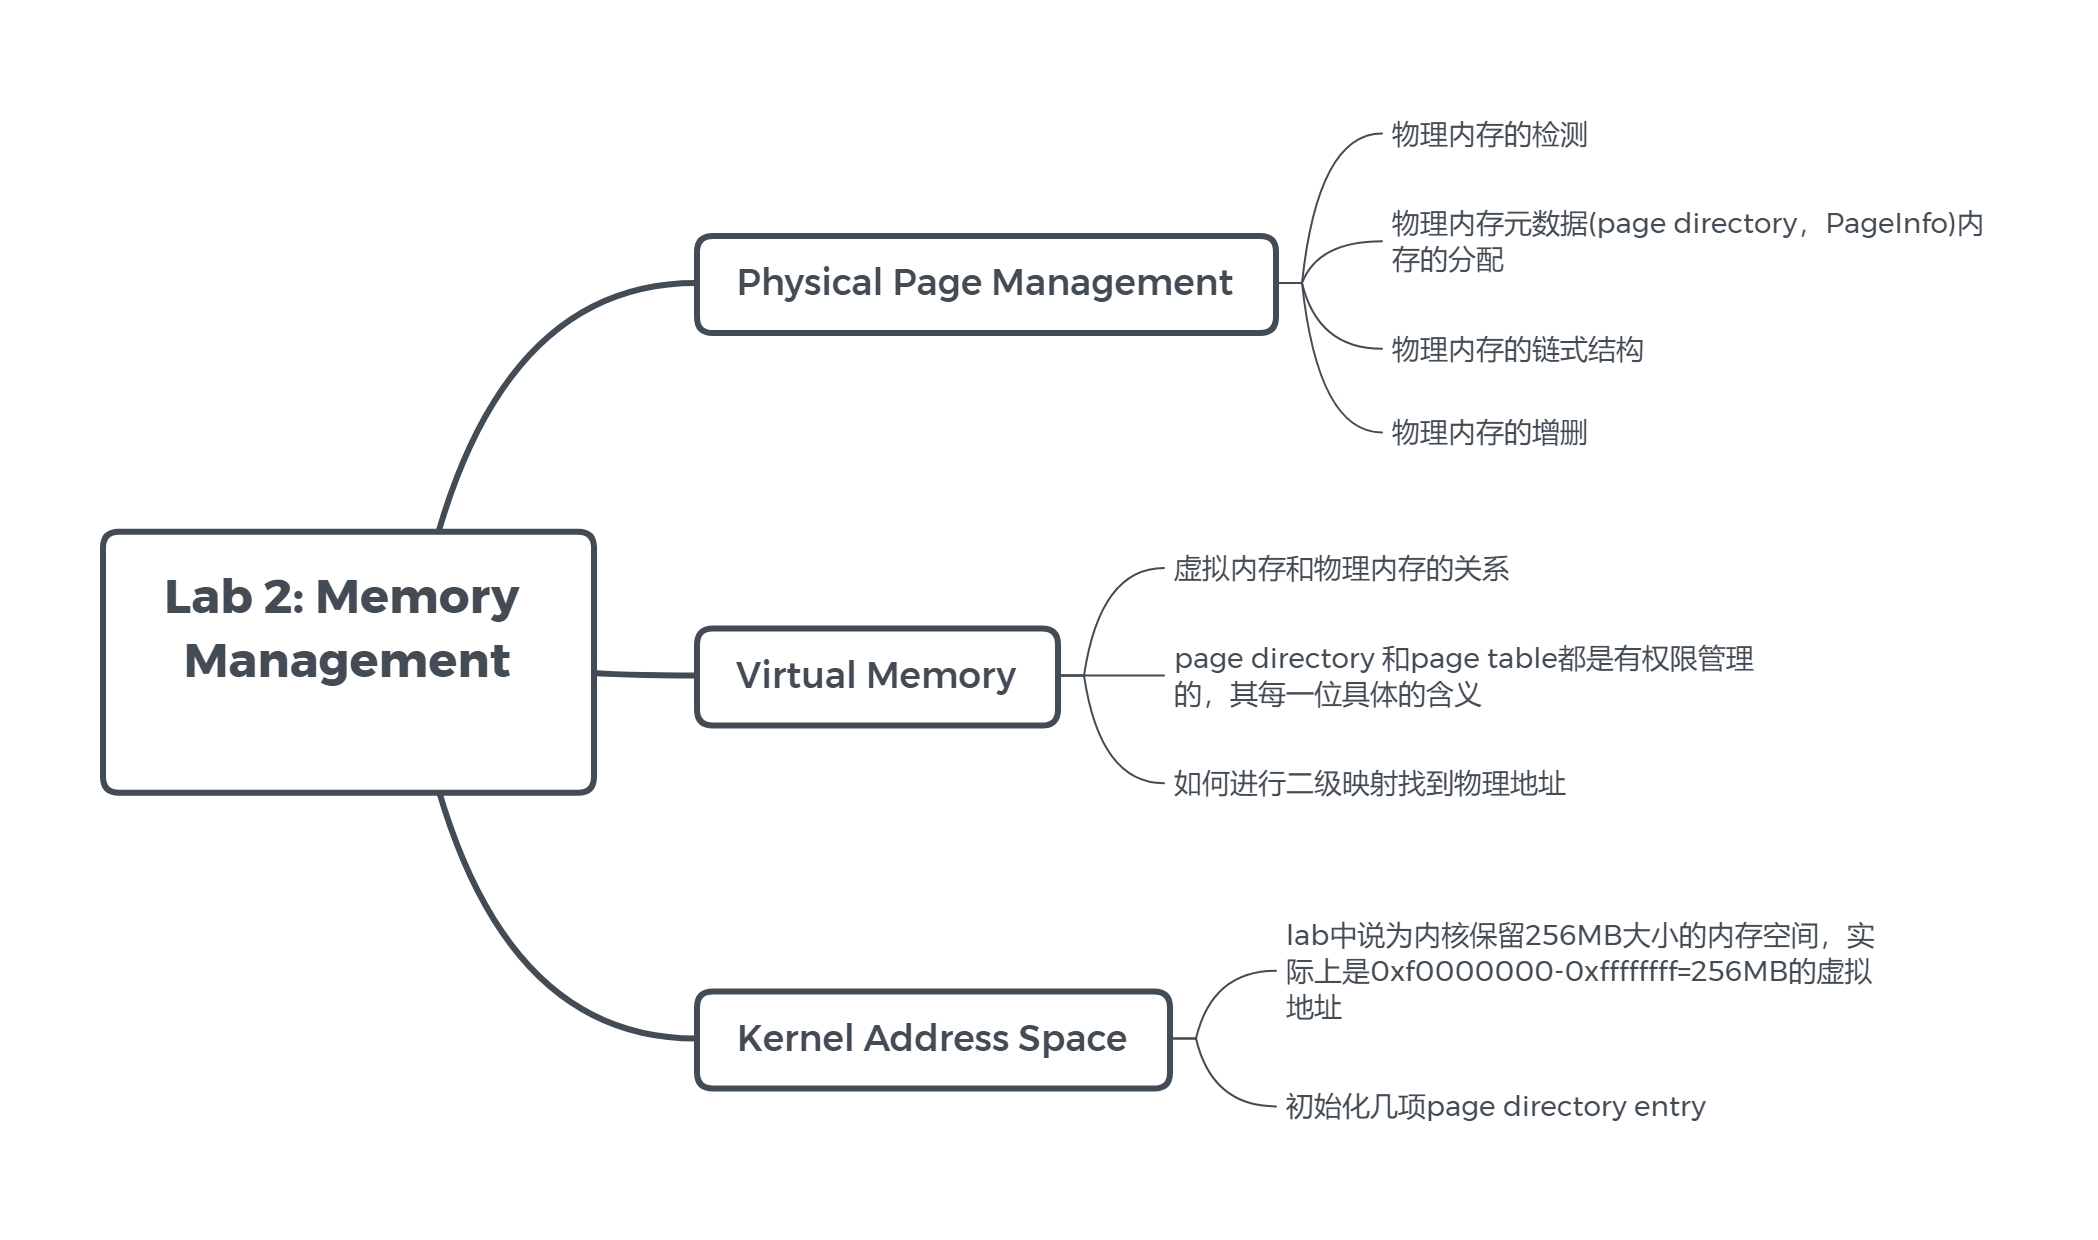 Lab 2: Memory
Management
Physical Page Management
物理内存的检测
物理内存元数据(page directory，PageInfo)内
存的分配
物理内存的链式结构
物理内存的增删
Virtual Memory
虚拟内存和物理内存的关系
page directory 和page table都是有权限管理
的，其每一位具体的含义
如何进行二级映射找到物理地址
Kernel Address Space
lab中说为内核保留256MB大小的内存空间，实
际上是0xf0000000-0xffffffff=256MB的虚拟
地址
初始化几项page directory entry